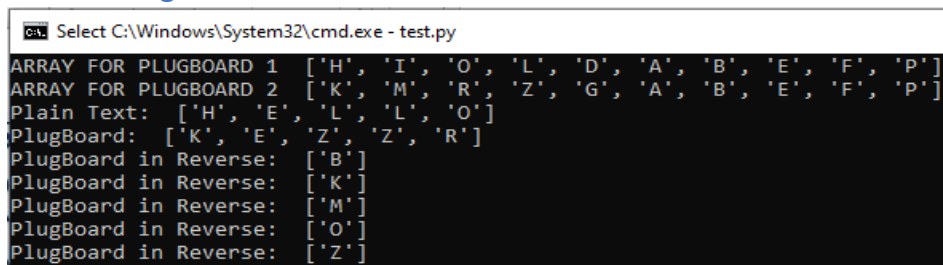 Select C:\Windows\System32\cmd.exe - test.py
ARRAY FOR PLUGBOARD 1  ['H', 'I', 'O', 'L', 'D', 'A', 'B', 'E', 'F', 'P']
ARRAY FOR PLUGBOARD 2  ['K', 'M', 'R', 'Z', 'G', 'A', 'B', 'E', 'F', 'P']
Plain Text:  ['H', 'E', 'L', 'L', 'O']
PlugBoard:  ['K', 'E', 'Z', 'Z', 'R']
PlugBoard in Reverse:  ['B']
PlugBoard in Reverse:  ['K']
PlugBoard in Reverse:  ['M']
PlugBoard in Reverse:  ['O']
PlugBoard in Reverse:  ['Z']